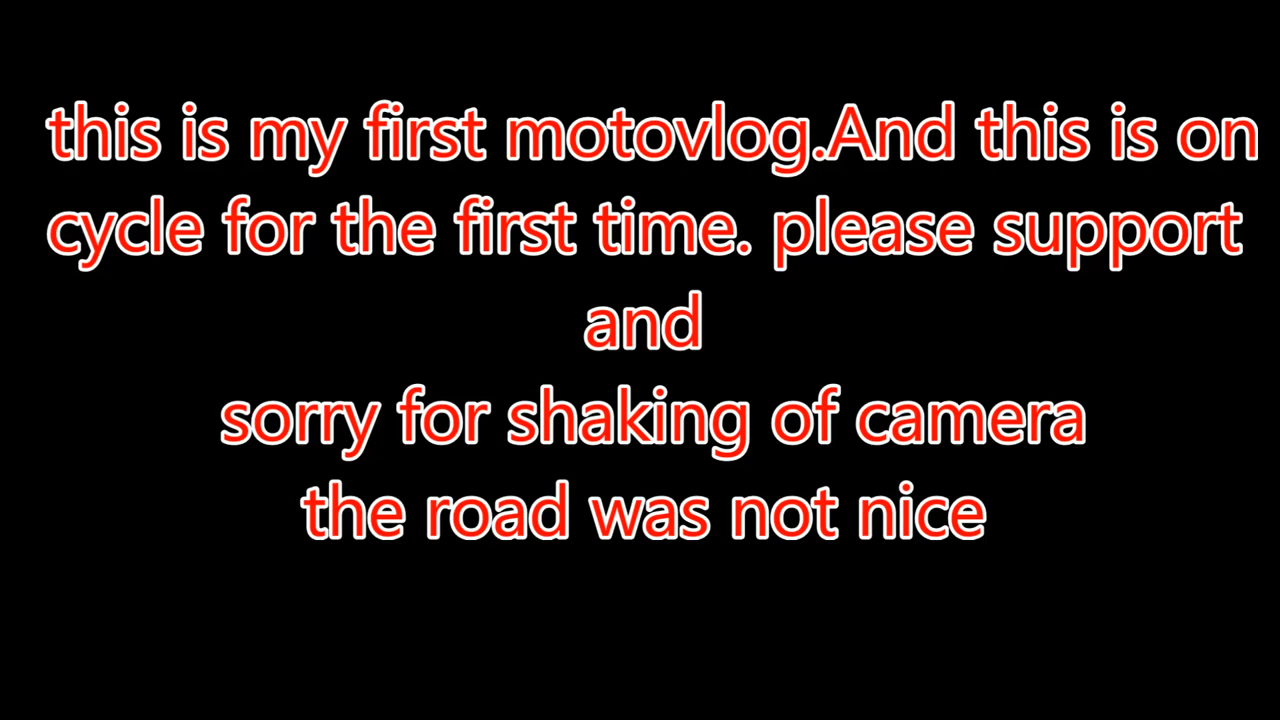 this is my first motovlog.And this is on
cycle for the first time. please support
and
sorry for shaking of camera
the road was not nice